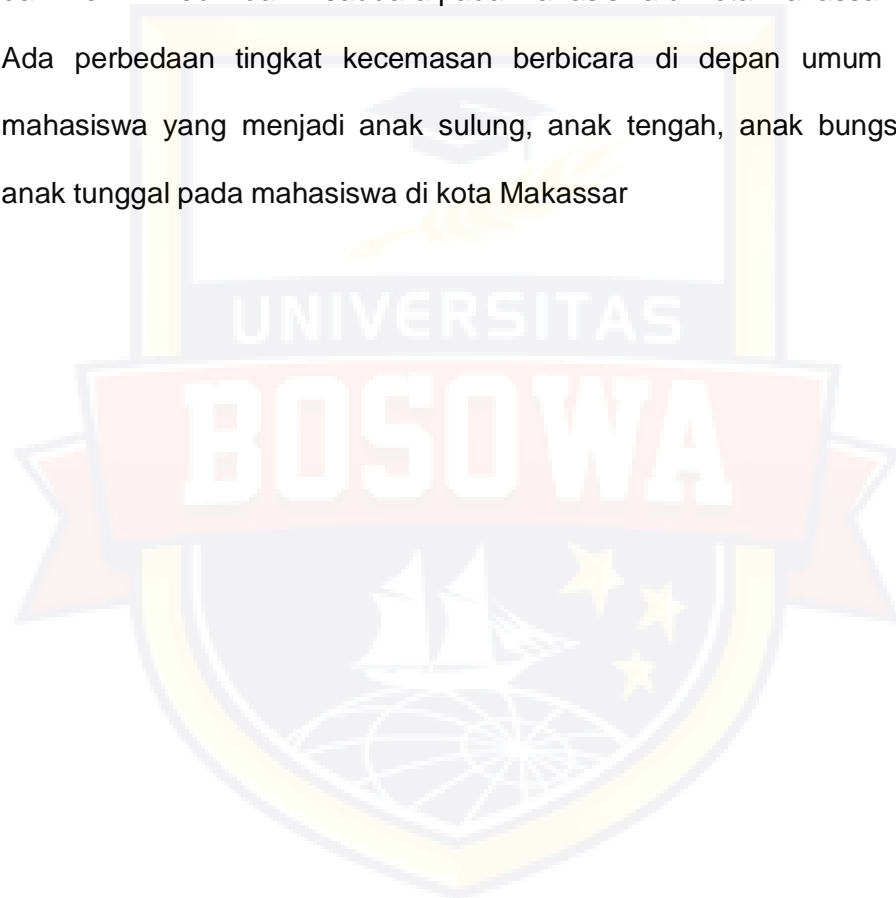 Ada perbedaan tingkat kecemasan berbicara di depan umum
mahasiswa yang menjadi anak sulung, anak tengah, anak bungs
anak tunggal pada mahasiswa di kota Makassar
UNIVERSITAS
BOSOWA